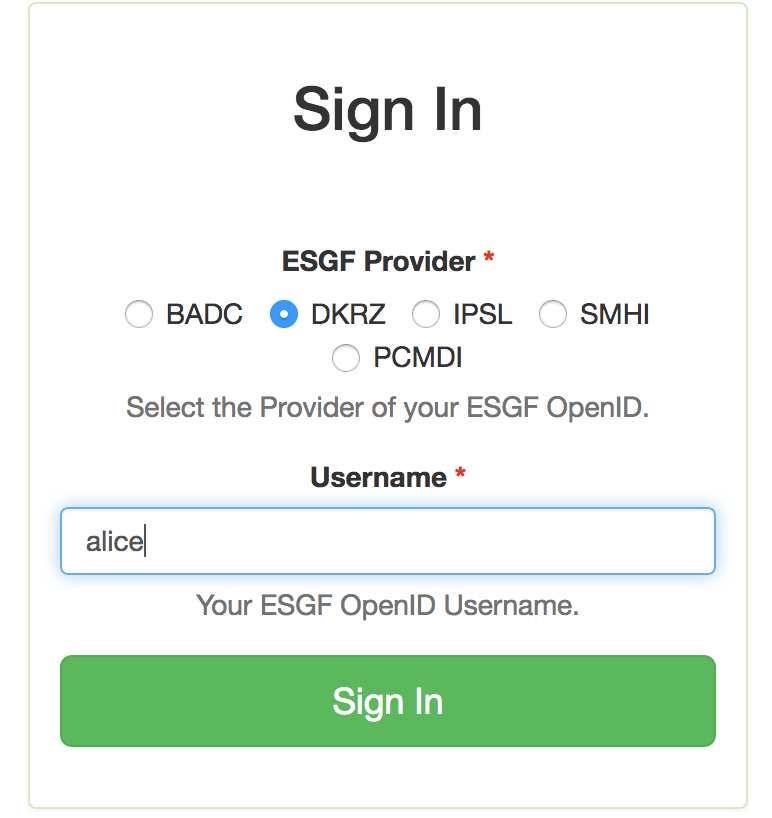 Sign In
ESGF Provider *
BADC DKRZ IPSL SMHI
PCMDI
Select the Provider of your ESGF OpenID.
Username *
alice
Your ESGF OpenID Username.
Sign In